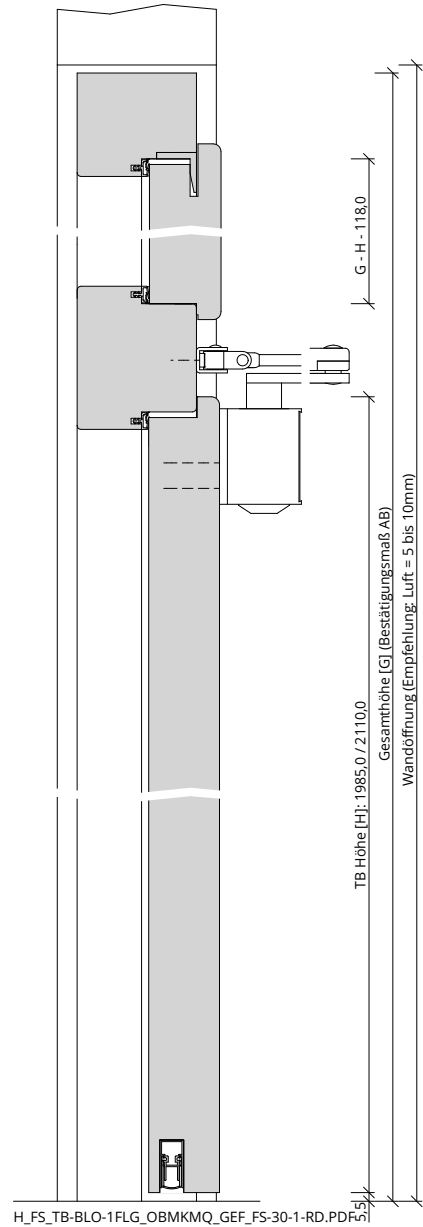 G - H - 118,0
TB Höhe [H]: 1985,0 / 2110,0
Gesamthöhe [G] (Bestätigungsmaß AB)
Wandöffnung (Empfehlung: Luft = 5 bis 10mm)
5,5
H_FS_TB-BLO-1FLG_OBMKMQ_GEF_FS-30-1-RD.PDF